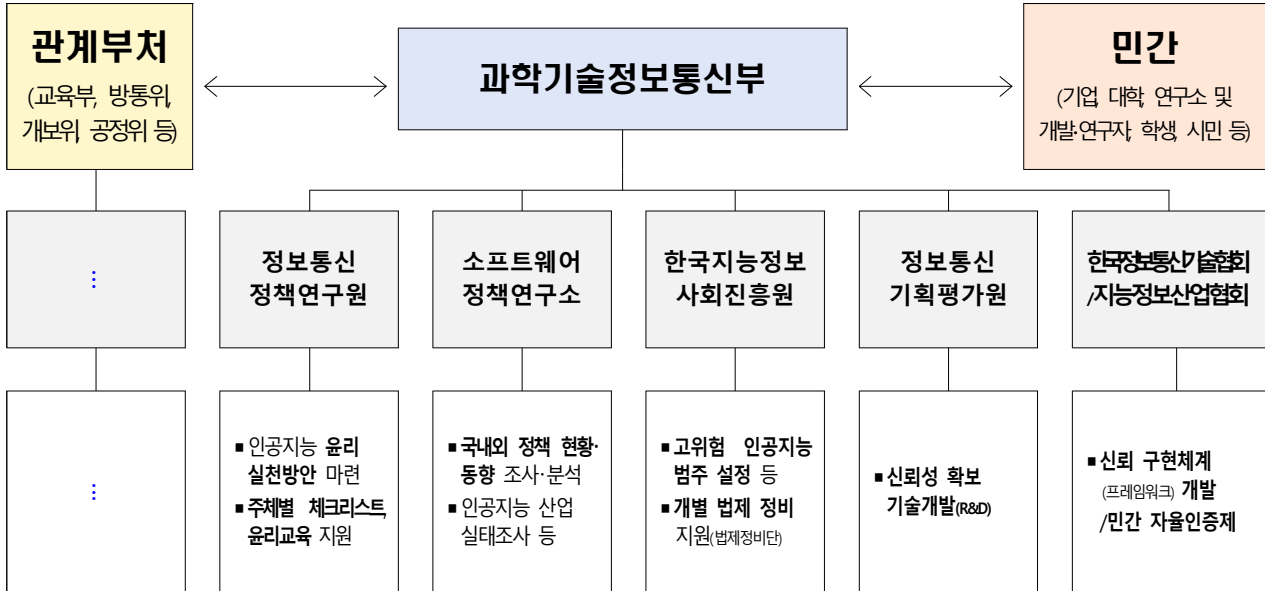 관계부처
(교육부, 방통위,
개보위, 공정위 등)
과학기술정보통신부
민간
(기업, 대학, 연구소 및
개발·연구자, 학생, 시민 등)
⋮
정보통신
정책연구원
소프트웨어
정책연구소
한국지능정보
사회진흥원
정보통신
기획평가원
한국정보통신기술협회
/지능정보산업협회
⋮
▪ 인공지능 윤리
실천방안 마련
▪ 주체별 체크리스트,
윤리교육 지원
▪ 국내외 정책 현황·
동향 조사·분석
▪ 인공지능 산업
실태조사 등
▪ 고위험 인공지능
범주 설정 등
▪ 개별 법제 정비
지원(법제정비단)
▪ 신뢰성 확보
기술개발(R&D)
▪ 신뢰 구현체계
(프레임워크) 개발
/민간 자율인증제